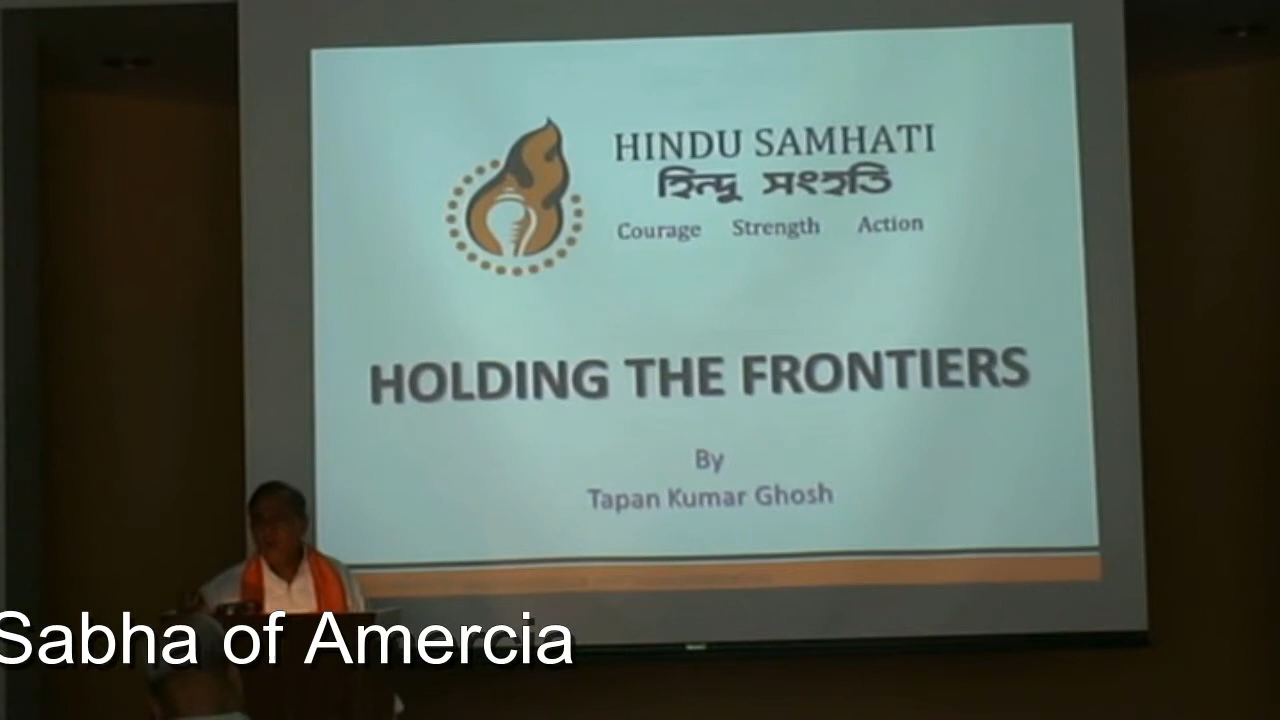 HINDU SAMHATI
হিন্দু সংহতি
Courage Strength Action
HOLDING THE FRONTIERS
By
Tapan Kumar Ghosh
Sabha of Amercia